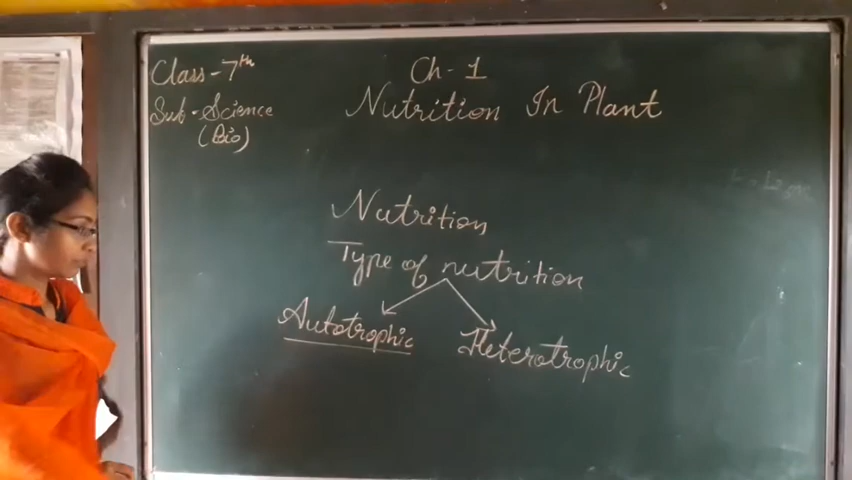 Class-7th
Sub-Science
(Bio)
Ch-1
Nutrition In Plant
Nutrition
Type of nutrition
Autotrophic
Heterotrophic